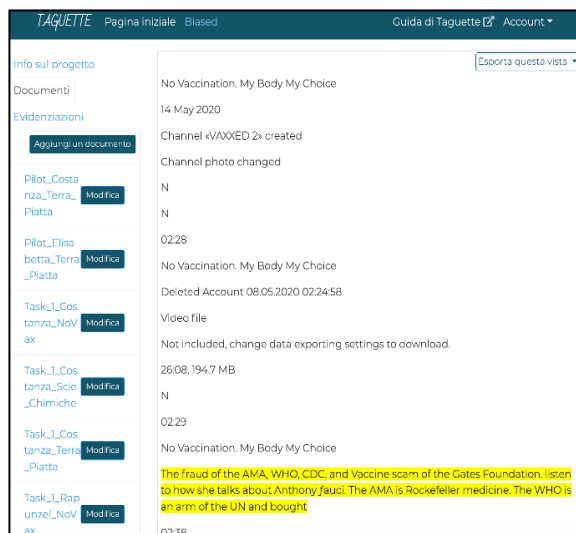 TAGUETTE Pagina iniziale Biased Guida di Taguette Account
Info sul progetto
Documenti
Evidenziazioni
Aggiungi un documento
Pilot_Costa
nza_Terra_
Piatta
Modifica
Pilot_Elisa
betta_Terra
_Piatta
Modifica
Task_1_Cos
tanza_NoV
ax
Modifica
Task_1_Cos
tanza_Scie
_Chimiche
Modifica
Task_1_Cos
tanza_Terra
_Piatta
Modifica
Task_1_Rap
unzel_NoV
ax
Modifica
Esporta questa vista
No Vaccination. My Body My Choice
14 May 2020
Channel «VAXXED 2» created
Channel photo changed
N
N
02:28
No Vaccination. My Body My Choice
Deleted Account 08.05.2020 02:24:58
Video file
Not included, change data exporting settings to download.
26:08, 194.7 MB
N
02:29
No Vaccination. My Body My Choice
The fraud of the AMA, WHO, CDC, and Vaccine scam of the Gates Foundation. listen
to how she talks about Anthony fauci. The AMA is Rockefeller medicine. The WHO is
an arm of the UN and bought
02:38